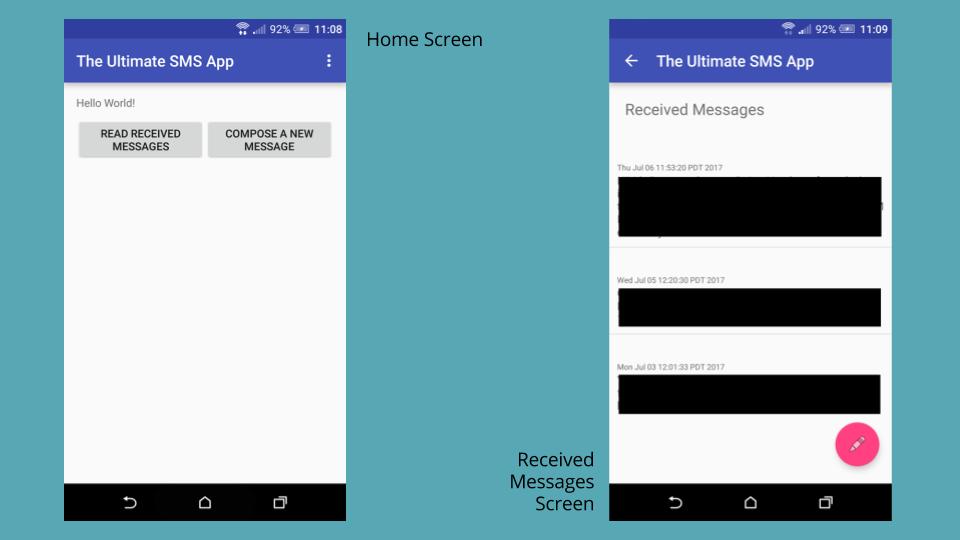 92% 11:08
The Ultimate SMS App
Hello World!
READ RECEIVED
MESSAGES
COMPOSE A NEW
MESSAGE
Home Screen
92% 11:09
The Ultimate SMS App
Received Messages
Thu Jul 06 11:53:20 PDT 2017
Wed Jul 05 12:20:30 PDT 2017
Mon Jul 03 12:01:33 PDT 2017
Received
Messages
Screen